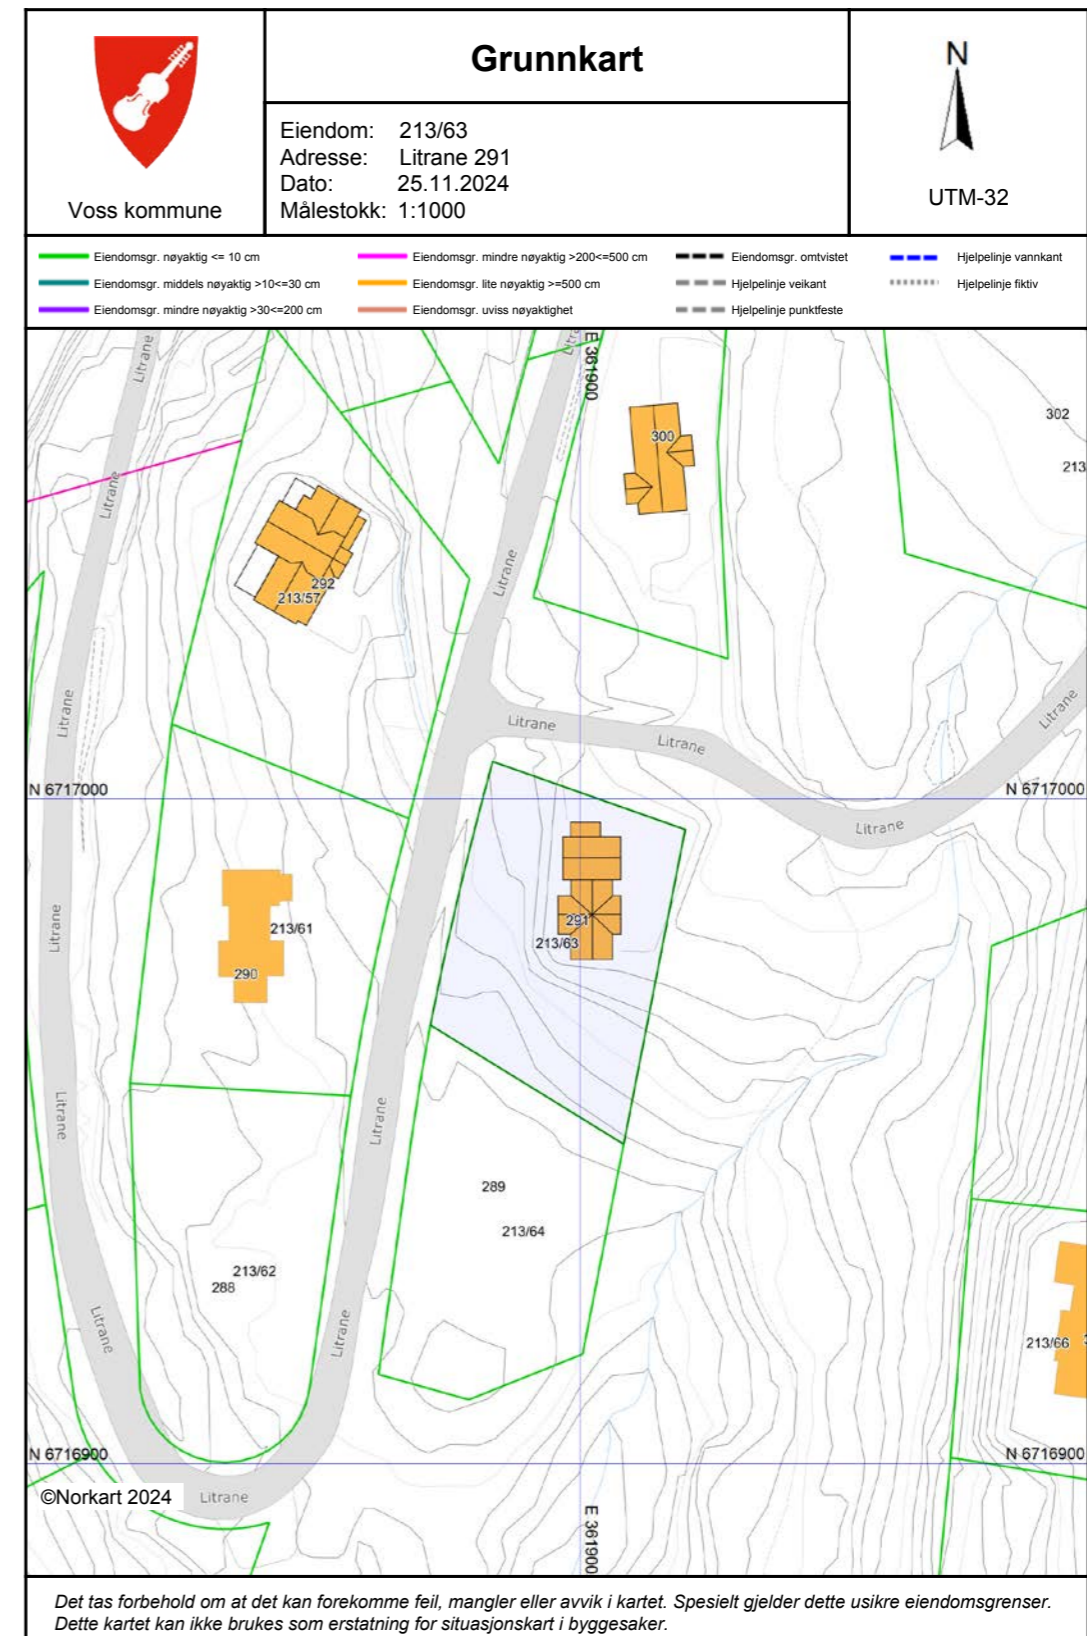 Voss kommune
Grunnkart
Eiendom: 213/63
Adresse: Litrane 291
Dato: 25.11.2024
Målestokk: 1:1000
N
UTM-32
Eiendomsgr. nøyaktig <= 10 cm
Eiendomsgr. middels nøyaktig >10<=30 cm
Eiendomsgr. mindre nøyaktig >30<=200 cm
Eiendomsgr. mindre nøyaktig >200<=500 cm
Eiendomsgr. lite nøyaktig >=500 cm
Eiendomsgr. uviss nøyaktighet
Eiendomsgr. omtvistet
Hjelpelinje veikant
Hjelpelinje punktfeste
Hjelpelinje vannkant
Hjelpelinje fiktiv
Litrane
E 361900
300
302
213
Litrane
Litrane
292
213/57
Litrane
Litrane
Litrane
Litrane
Litrane
N 6717000
N 6717000
Litrane
Litrane
213/61
290
291
213/63
Litrane
Litrane
289
213/64
213/62
288
Litrane
Litrane
213/66
N 6716900
N 6716900
©Norkart 2024
Litrane
E 361900
Det tas forbehold om at det kan forekomme feil, mangler eller avvik i kartet. Spesielt gjelder dette usikre eiendomsgrenser.
Dette kartet kan ikke brukes som erstatning for situasjonskart i byggesaker.